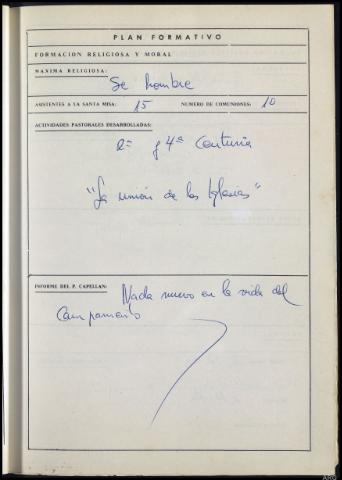 PLAN FORMATIVO
FORMACION RELIGIOSA Y MORAL
MAXIMA RELIGIOSA:
Se hombre
ASISTENTES A LA SANTA MISA: 15 NUMERO DE COMUNIONES: 10
ACTIVIDADES PASTORALES DESARROLLADAS:
y 4ª Centuria
"La unión de las Iglesias"
INFORME DEL P. CAPELLAN: Nada nuevo en la vida del
Campamento